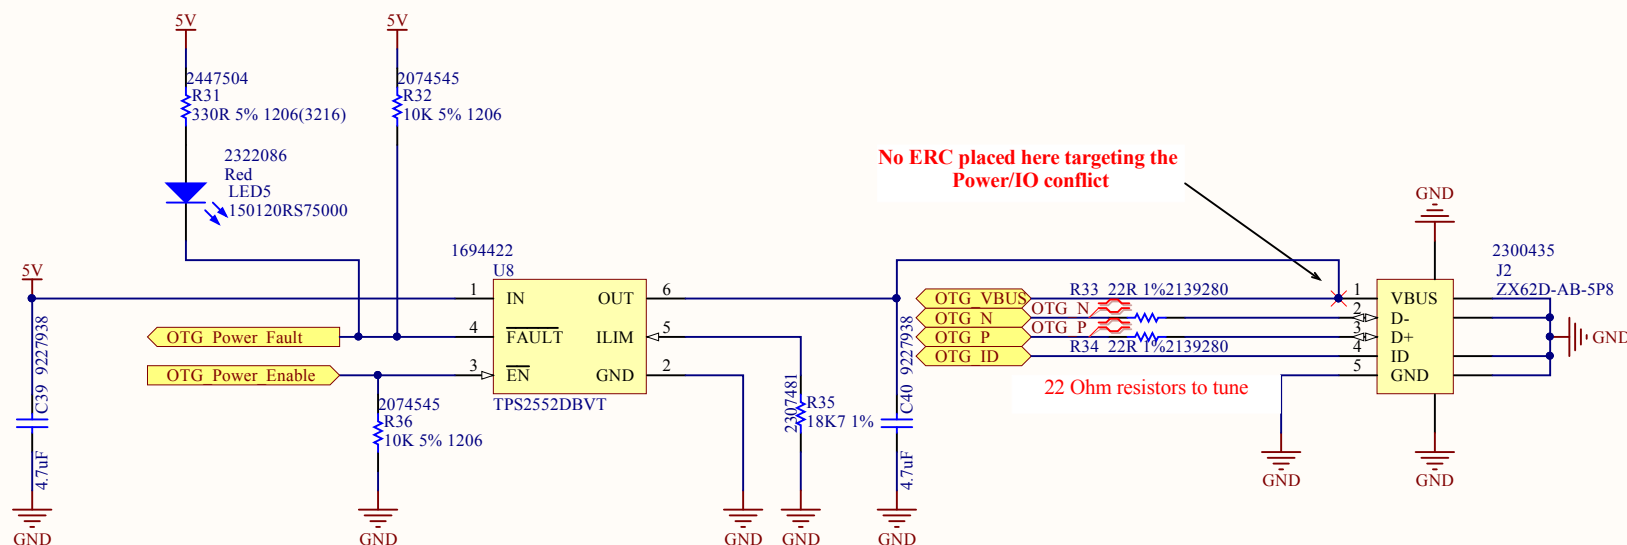 5V
5V
2447504
R31
330R 5% 1206(3216)
2074545
R32
10K 5% 1206
2322086
Red
LED5
150120RS75000
No ERC placed here targeting the
Power/IO conflict
GND
5V
1694422
U8
2300435
J2
ZX62D-AB-5P8
1 IN OUT 6
4 FAULT ILIM 5
3 EN GND 2
TPS2552DBVT
OTG_Power_Fault
OTG_Power_Enable
C39 9227938
4.7uF
2074545
R36
10K 5% 1206
2307481
R35
18K7 1%
C40 9227938
4.7uF
OTG_VBUS
OTG_N
OTG_P
OTG_ID
R33 22R 1% 2139280
OTG_N
OTG_P
R34 22R 1% 2139280
1 VBUS
2 D-
3 D+
4 ID
5 GND
GND
22 Ohm resistors to tune
GND
GND
GND
GND
GND
GND
GND